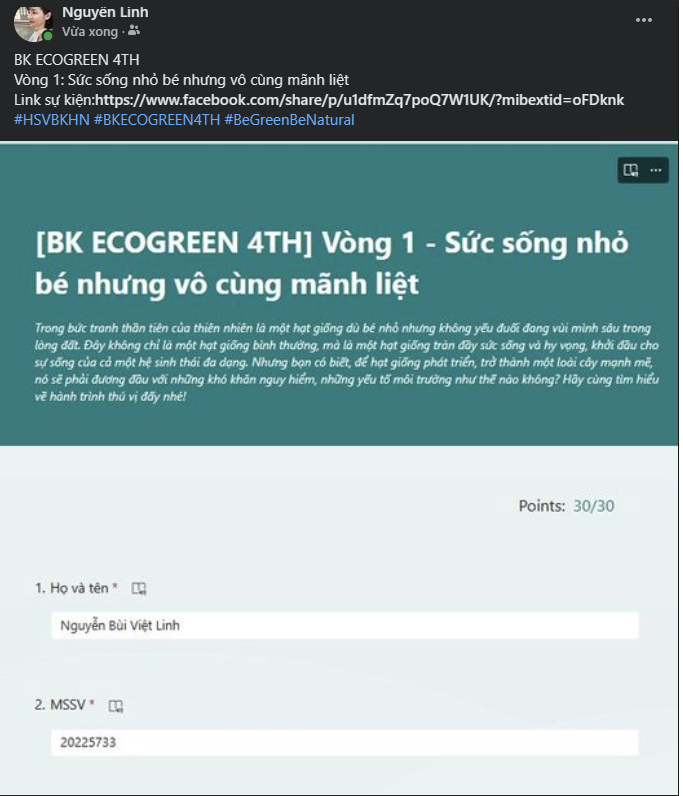 Nguyễn Linh
Vừa xong ·
BK ECOGREEN 4TH
Vòng 1: Sức sống nhỏ bé nhưng vô cùng mãnh liệt
Link sự kiện:https://www.facebook.com/share/p/u1dfmZq7poQ7W1UK/?mibextid=oFDknk
#HSVBKHN #BKECOGREEN4TH #BeGreenBeNatural
[BK ECOGREEN 4TH] Vòng 1 - Sức sống nhỏ
bé nhưng vô cùng mãnh liệt
Trong bức tranh thần tiên của thiên nhiên là một hạt giống dù bé nhỏ nhưng không yếu đuối đang vùi mình sâu trong
lòng đất. Đây không chỉ là một hạt giống bình thường, mà là một hạt giống tràn đầy sức sống và hy vọng, khởi đầu cho
sự sống của cả một hệ sinh thái đa dạng. Nhưng bạn có biết, để hạt giống phát triển, trở thành một loài cây mạnh mẽ,
nó sẽ phải đương đầu với những khó khăn nguy hiểm, những yếu tố môi trường như thế nào không? Hãy cùng tìm hiểu
về hành trình thú vị đấy nhé!
Points: 30/30
1. Họ và tên *
Nguyễn Bùi Việt Linh
2. MSSV *
20225733